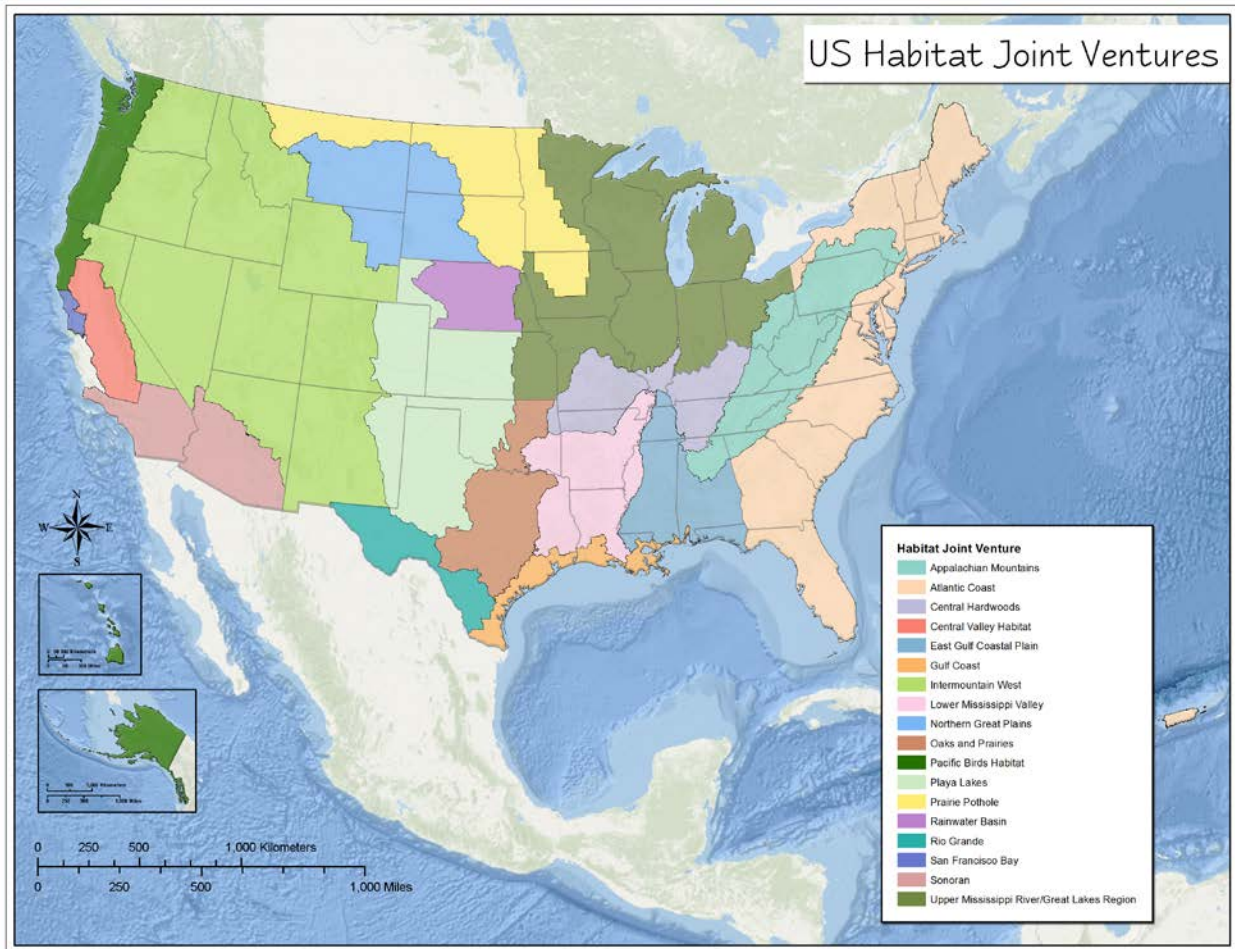 US Habitat Joint Ventures
N
W
E
S
Habitat Joint Venture
Appalachian Mountains
Atlantic Coast
Central Hardwoods
Central Valley Habitat
East Gulf Coastal Plain
Gulf Coast
Intermountain West
Lower Mississippi Valley
Northern Great Plains
Oaks and Prairies
Pacific Birds Habitat
Playa Lakes
Prairie Pothole
Rainwater Basin
Rio Grande
San Francisco Bay
Sonoran
Upper Mississippi River/Great Lakes Region
0 250 500 1,000 Kilometers
0 250 500 1,000 Miles